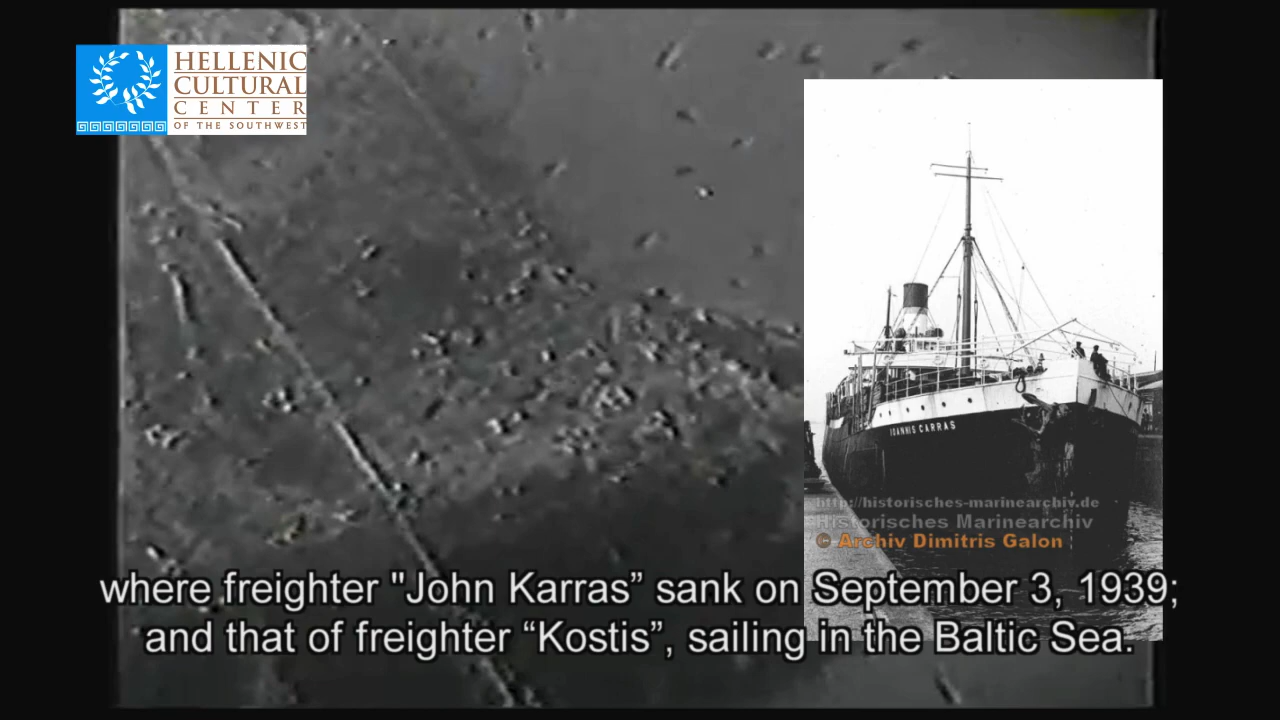 HELLENIC
CULTURAL
CENTER
OF THE SOUTHWEST
IOANNIS CARRAS
http://historisches-marinearchiv.de
Historisches Marinearchiv
© Archiv Dimitris Galon
where freighter "John Karras” sank on September 3, 1939;
and that of freighter “Kostis”, sailing in the Baltic Sea.